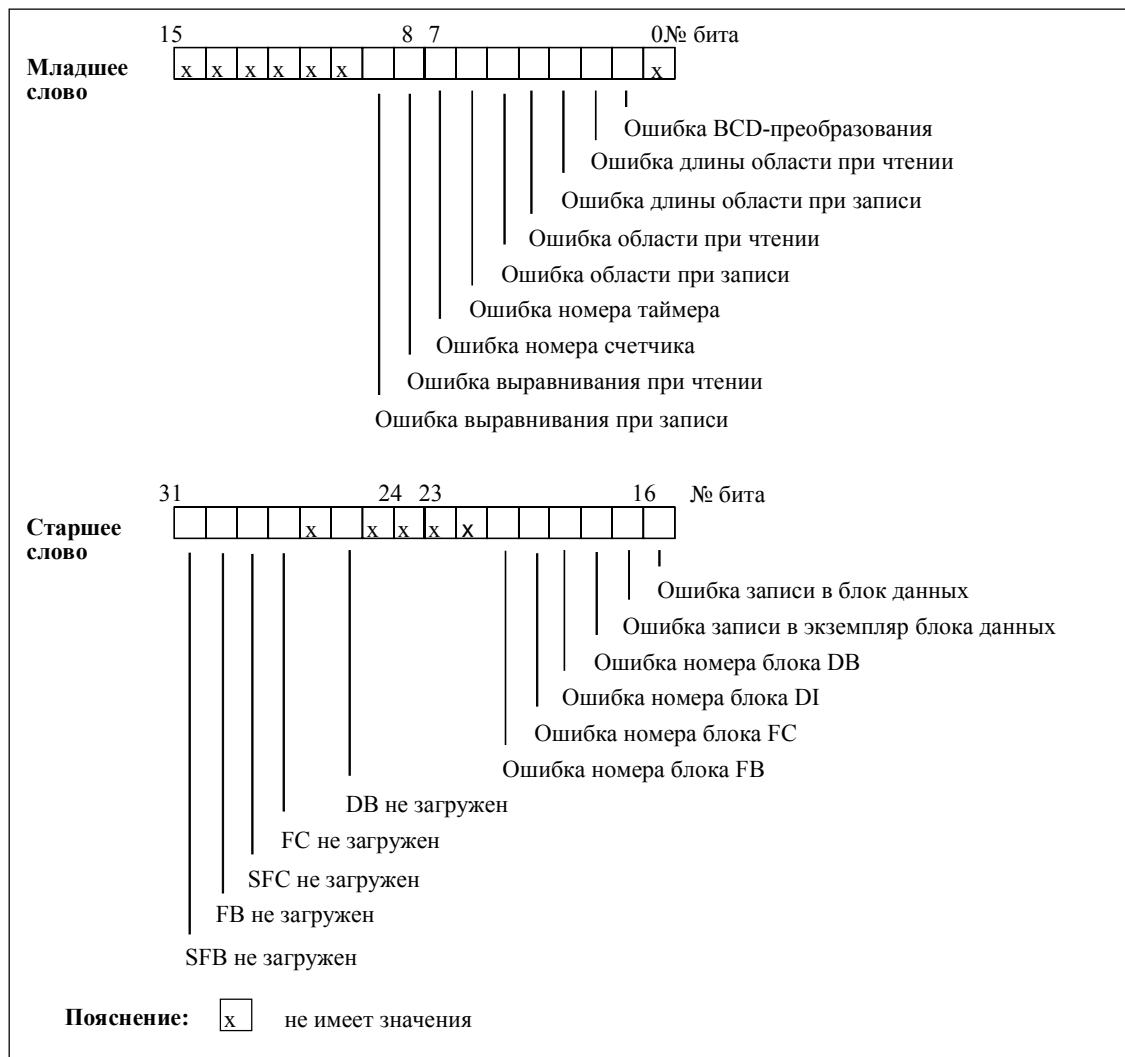 15 8 7 0№ бита
Младшее
слово
x x x x x x x
Ошибка BCD-преобразования
Ошибка длины области при чтении
Ошибка длины области при записи
Ошибка области при чтении
Ошибка области при записи
Ошибка номера таймера
Ошибка номера счетчика
Ошибка выравнивания при чтении
Ошибка выравнивания при записи
31 24 23 16 № бита
Старшее
слово
x x x x x
Ошибка записи в блок данных
Ошибка записи в экземпляр блока данных
Ошибка номера блока DB
Ошибка номера блока DI
Ошибка номера блока FC
Ошибка номера блока FB
DB не загружен
FC не загружен
SFC не загружен
FB не загружен
SFB не загружен
Пояснение: x не имеет значения